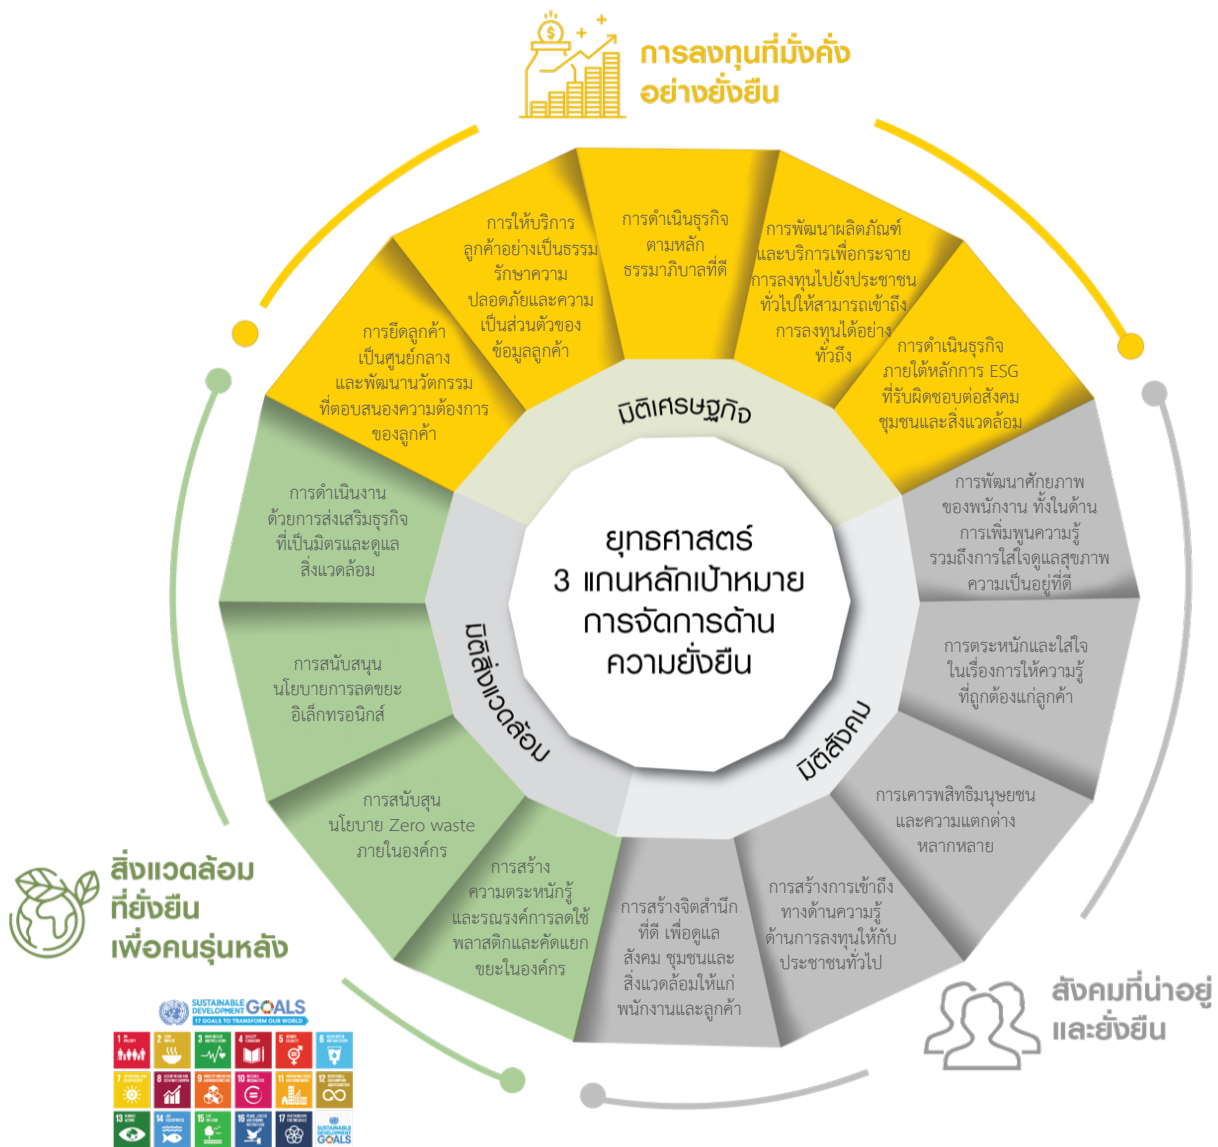 การลงทุนที่มั่งคั่ง
อย่างยั่งยืน
การให้บริการ
ลูกค้าอย่างเป็นธรรม
รักษาความ
ปลอดภัยและความ
เป็นส่วนตัวของ
ข้อมูลลูกค้า
การดำเนินธุรกิจ
ตามหลัก
ธรรมาภิบาลที่ดี
การพัฒนาผลิตภัณฑ์
และบริการเพื่อกระจาย
การลงทุนไปยังประชาชน
ทั่วไปให้สามารถเข้าถึง
การลงทุนได้อย่าง
ทั่วถึง
การยึดลูกค้า
เป็นศูนย์กลาง
และพัฒนานวัตกรรม
ที่ตอบสนองความต้องการ
ของลูกค้า
การดำเนินธุรกิจ
ภายใต้หลักการ ESG
ที่รับผิดชอบต่อสังคม
ชุมชนและสิ่งแวดล้อม
มิติเศรษฐกิจ
การดำเนินงาน
ด้วยการส่งเสริมธุรกิจ
ที่เป็นมิตรและดูแล
สิ่งแวดล้อม
ยุทธศาสตร์
3 แกนหลักเป้าหมาย
การจัดการด้าน
ความยั่งยืน
การพัฒนาศักยภาพ
ของพนักงาน ทั้งในด้าน
การเพิ่มพูนความรู้
รวมถึงการใส่ใจดูแลสุขภาพ
ความเป็นอยู่ที่ดี
การสนับสนุน
นโยบายการลดขยะ
อิเล็กทรอนิกส์
มิติสิ่งแวดล้อม
มิติสังคม
การตระหนักและใส่ใจ
ในเรื่องการให้ความรู้
ที่ถูกต้องแก่ลูกค้า
การสนับสุน
นโยบาย Zero waste
ภายในองค์กร
การเคารพสิทธิมนุษยชน
และความแตกต่าง
หลากหลาย
การสร้าง
ความตระหนักรู้
และรณรงค์การลดใช้
พลาสติกและคัดแยก
ขยะในองค์กร
การสร้างจิตสำนึก
ที่ดี เพื่อดูแล
สังคม ชุมชนและ
สิ่งแวดล้อมให้แก่
พนักงานและลูกค้า
การสร้างการเข้าถึง
ทางด้านความรู้
ด้านการลงทุนให้กับ
ประชาชนทั่วไป
สิ่งแวดล้อม
ที่ยั่งยืน
เพื่อคนรุ่นหลัง
สังคมที่น่าอยู่
และยั่งยืน
SUSTAINABLE
DEVELOPMENT GOALS
17 GOALS TO TRANSFORM OUR WORLD
1 2 3 4 5 6
7 8 9 10 11 12
13 14 15 16 17
SUSTAINABLE
DEVELOPMENT
GOALS